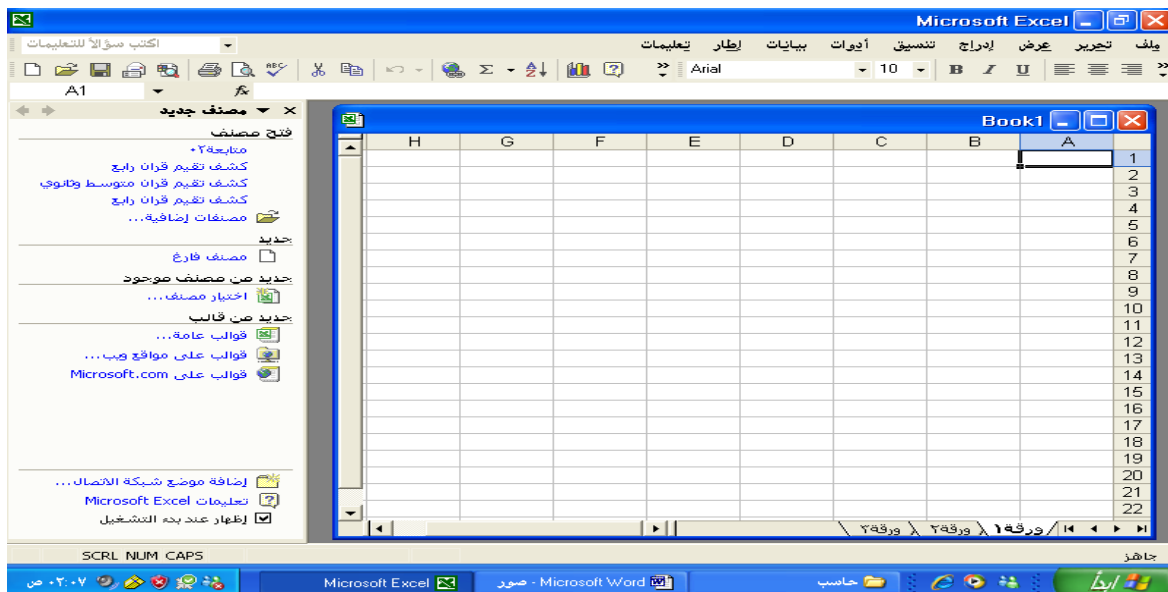 Microsoft Excel
ملف تحرير عرض إدراج تنسيق أدوات بيانات إطار تعليمات
اكتب سؤالاً للتعليمات
Arial 10 B I U
A1 fx
مصنف جديد
فتح مصنف
متابعة٢٠
كشف تقيم قران رابع
كشف تقيم قران متوسط وثانوي
كشف تقيم قران رابع
مصنفات إضافية...
جديد
مصنف فارغ
جديد من مصنف موجود
اختيار مصنف...
جديد من قالب
قوالب عامة...
قوالب على مواقع ويب...
قوالب على Microsoft.com
إضافة موضع شبكة الاتصال...
تعليمات Microsoft Excel
إظهار عند بدء التشغيل
Book1
A B C D E F G H
1
2
3
4
5
6
7
8
9
10
11
12
13
14
15
16
17
18
19
20
21
22
ورقة١ ورقة٢ ورقة٣
جاهز
SCRL NUM CAPS
ابدأ
حاسب
صور - Microsoft Word
Microsoft Excel
٠٢:٠٧ ص